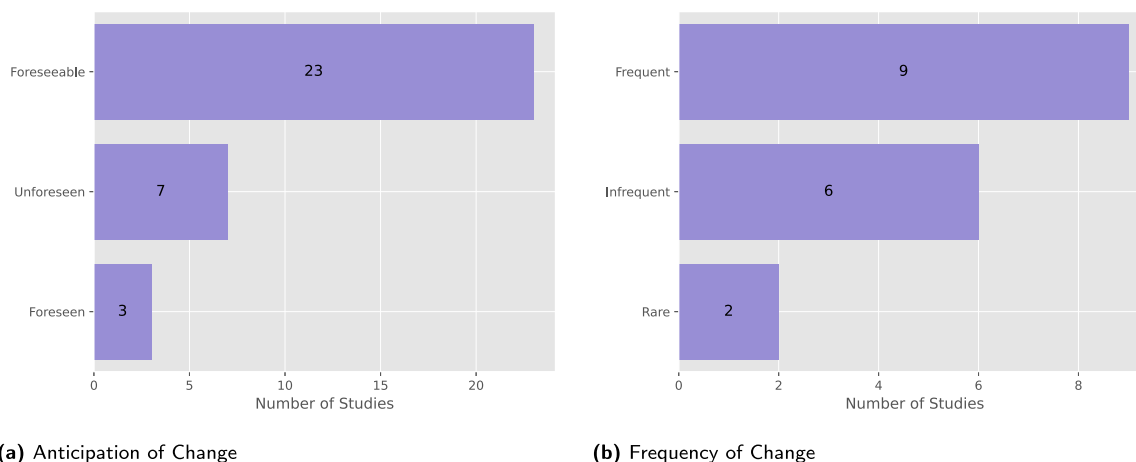 Foreseeable
23
Unforeseen
7
Foreseen
3
0 5 10 15 20
Number of Studies
(a) Anticipation of Change
Frequent
9
Infrequent
6
Rare
2
0 2 4 6 8
Number of Studies
(b) Frequency of Change